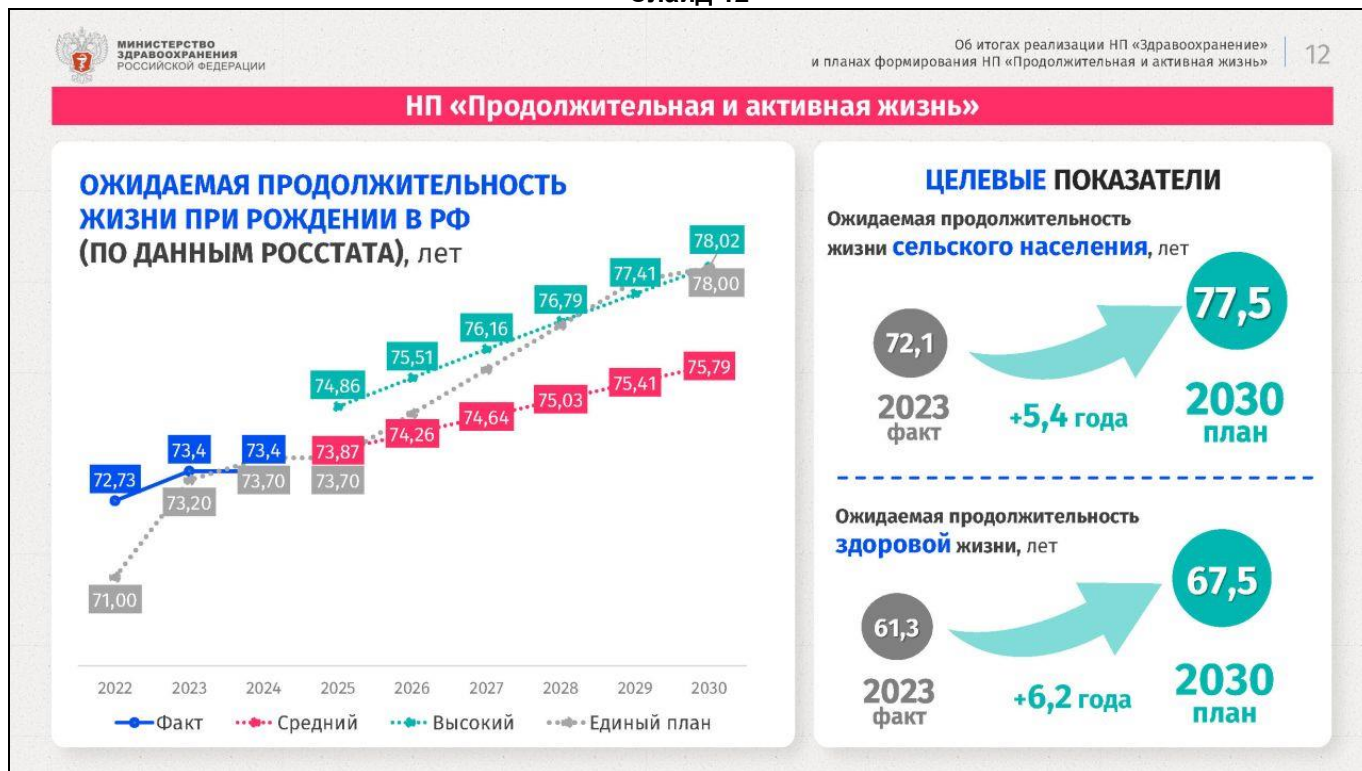 МИНИСТЕРСТВО
ЗДРАВООХРАНЕНИЯ
РОССИЙСКОЙ ФЕДЕРАЦИИ
Об итогах реализации НП «Здравоохранение»
и планах формирования НП «Продолжительная и активная жизнь»
12
НП «Продолжительная и активная жизнь»
ОЖИДАЕМАЯ ПРОДОЛЖИТЕЛЬНОСТЬ
ЖИЗНИ ПРИ РОЖДЕНИИ В РФ
(ПО ДАННЫМ РОССТАТА), лет
78,02
77,41
78,00
76,79
76,16
75,51
74,86
75,79
75,41
75,03
74,64
74,26
73,87
73,4
73,4
72,73
73,70
73,70
73,20
71,00
2022 2023 2024 2025 2026 2027 2028 2029 2030
Факт Средний Высокий Единый план
ЦЕЛЕВЫЕ ПОКАЗАТЕЛИ
Ожидаемая продолжительность
жизни сельского населения, лет
72,1
77,5
2023
факт
+5,4 года
2030
план
Ожидаемая продолжительность
здоровой жизни, лет
61,3
67,5
2023
факт
+6,2 года
2030
план